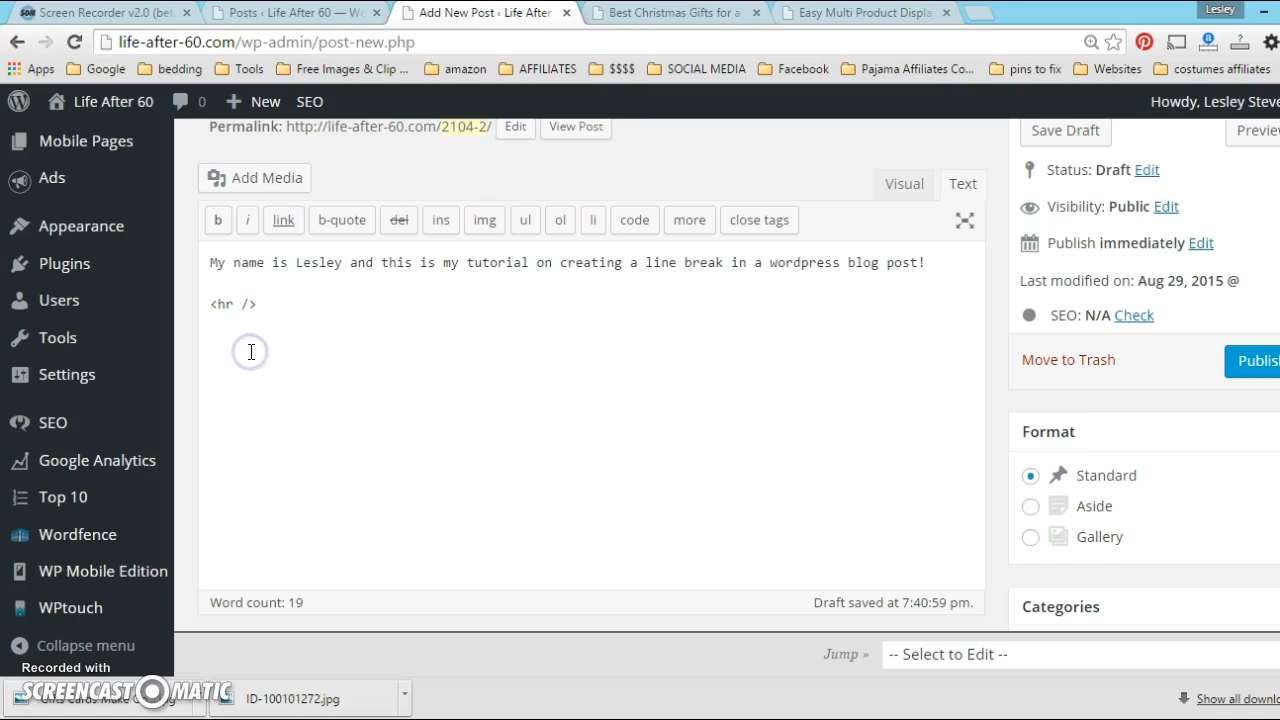 Screen Recorder v2.0 (bet
Posts ‹ Life After 60 — Wo
Add New Post ‹ Life After
Best Christmas Gifts for a
Easy Multi Product Displa
Lesley
life-after-60.com/wp-admin/post-new.php
Apps Google bedding Tools Free Images & Clip ... amazon AFFILIATES $$$$ SOCIAL MEDIA Facebook Pajama Affiliates Co... pins to fix Websites costumes affiliates
Life After 60 0 New SEO Howdy, Lesley Steve
Permalink: http://life-after-60.com/2104-2/ Edit View Post
Save Draft Preview
Mobile Pages
Ads
Appearance
Plugins
Users
Tools
Settings
SEO
Google Analytics
Top 10
Wordfence
WP Mobile Edition
WPtouch
Collapse menu
Add Media
Visual Text
b i link b-quote del ins img ul ol li code more close tags
My name is Lesley and this is my tutorial on creating a line break in a wordpress blog post!
<hr />
Word count: 19 Draft saved at 7:40:59 pm.
Status: Draft Edit
Visibility: Public Edit
Publish immediately Edit
Last modified on: Aug 29, 2015 @
SEO: N/A Check
Move to Trash Publish
Format
Standard
Aside
Gallery
Categories
Jump » -- Select to Edit --
Recorded with
SCREENCAST MATIC
ID-100101272.jpg
Show all downlo